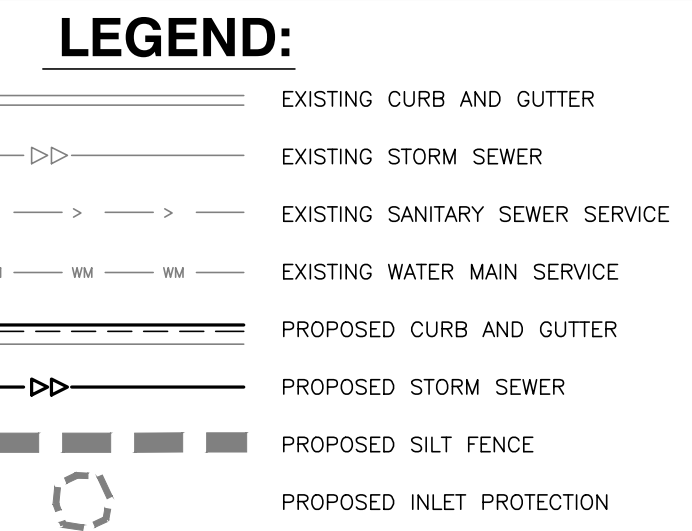 LEGEND:
EXISTING CURB AND GUTTER
EXISTING STORM SEWER
> > EXISTING SANITARY SEWER SERVICE
WM WM EXISTING WATER MAIN SERVICE
PROPOSED CURB AND GUTTER
PROPOSED STORM SEWER
PROPOSED SILT FENCE
PROPOSED INLET PROTECTION